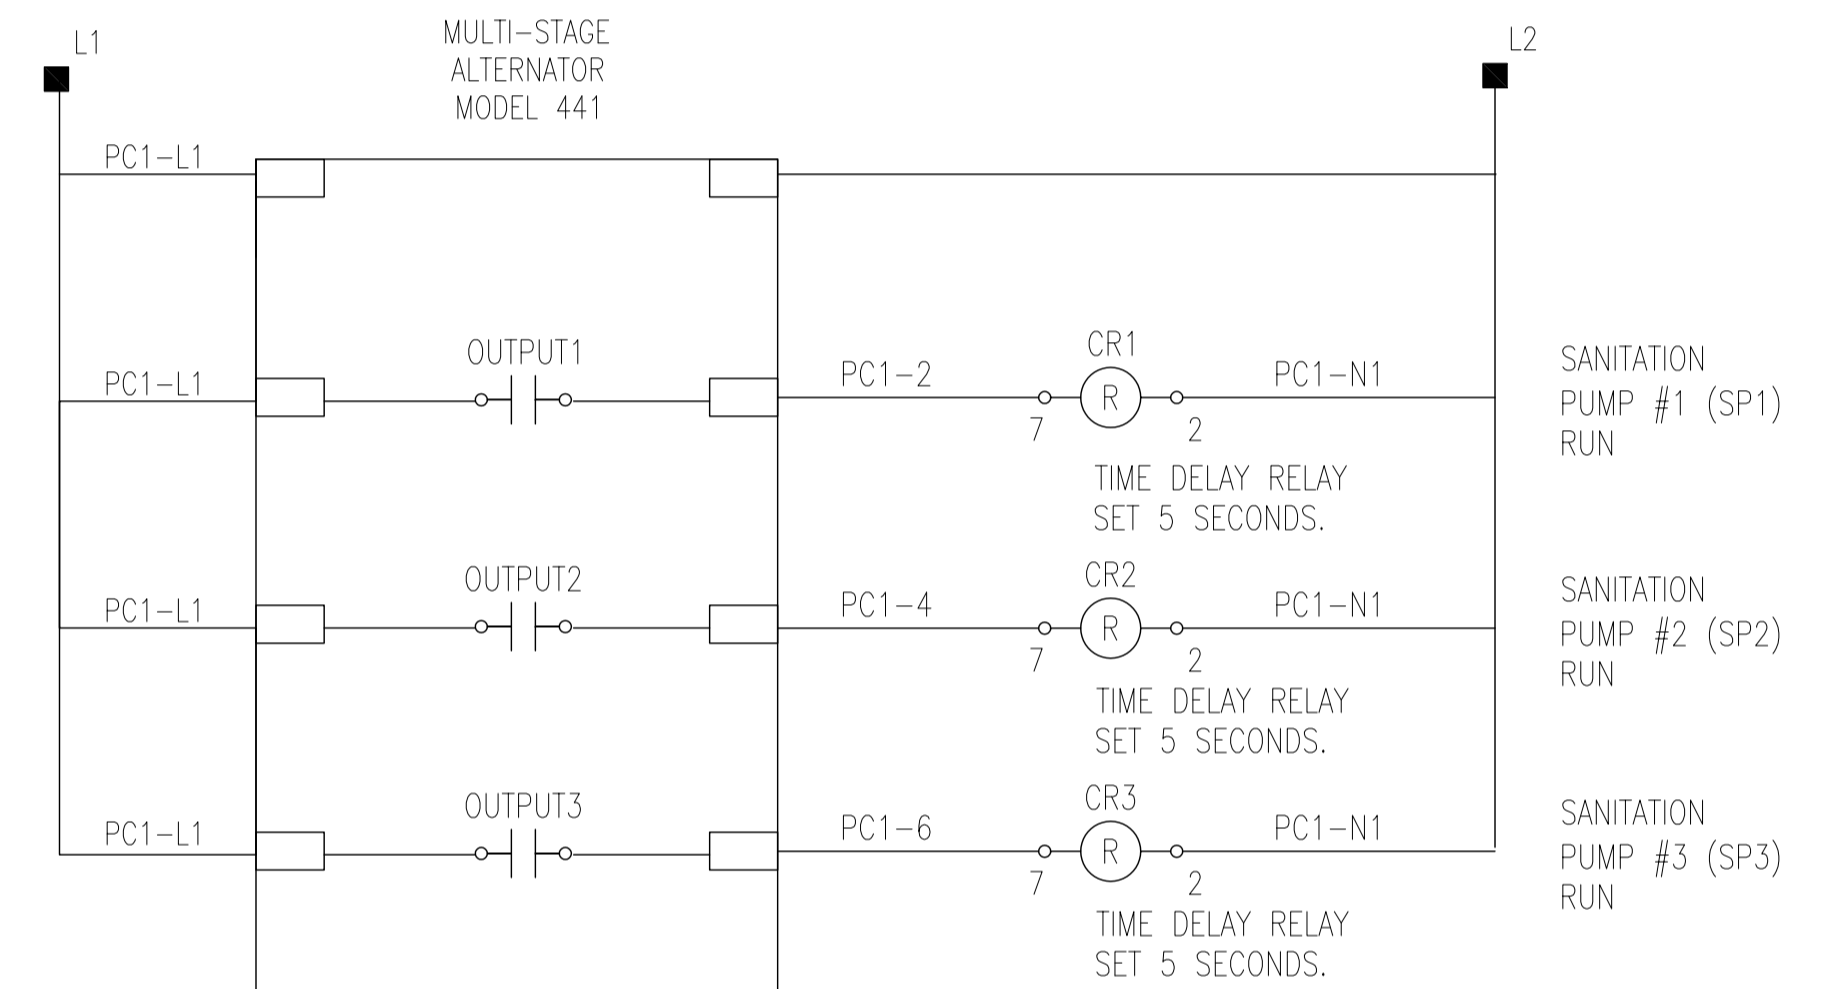 L1
MULTI-STAGE
ALTERNATOR
MODEL 441
L2
PC1-L1
PC1-L1
OUTPUT1
PC1-2
7
CR1
R
2
PC1-N1
TIME DELAY RELAY
SET 5 SECONDS.
SANITATION
PUMP #1 (SP1)
RUN
PC1-L1
OUTPUT2
PC1-4
7
CR2
R
2
PC1-N1
TIME DELAY RELAY
SET 5 SECONDS.
SANITATION
PUMP #2 (SP2)
RUN
PC1-L1
OUTPUT3
PC1-6
7
CR3
R
2
PC1-N1
TIME DELAY RELAY
SET 5 SECONDS.
SANITATION
PUMP #3 (SP3)
RUN